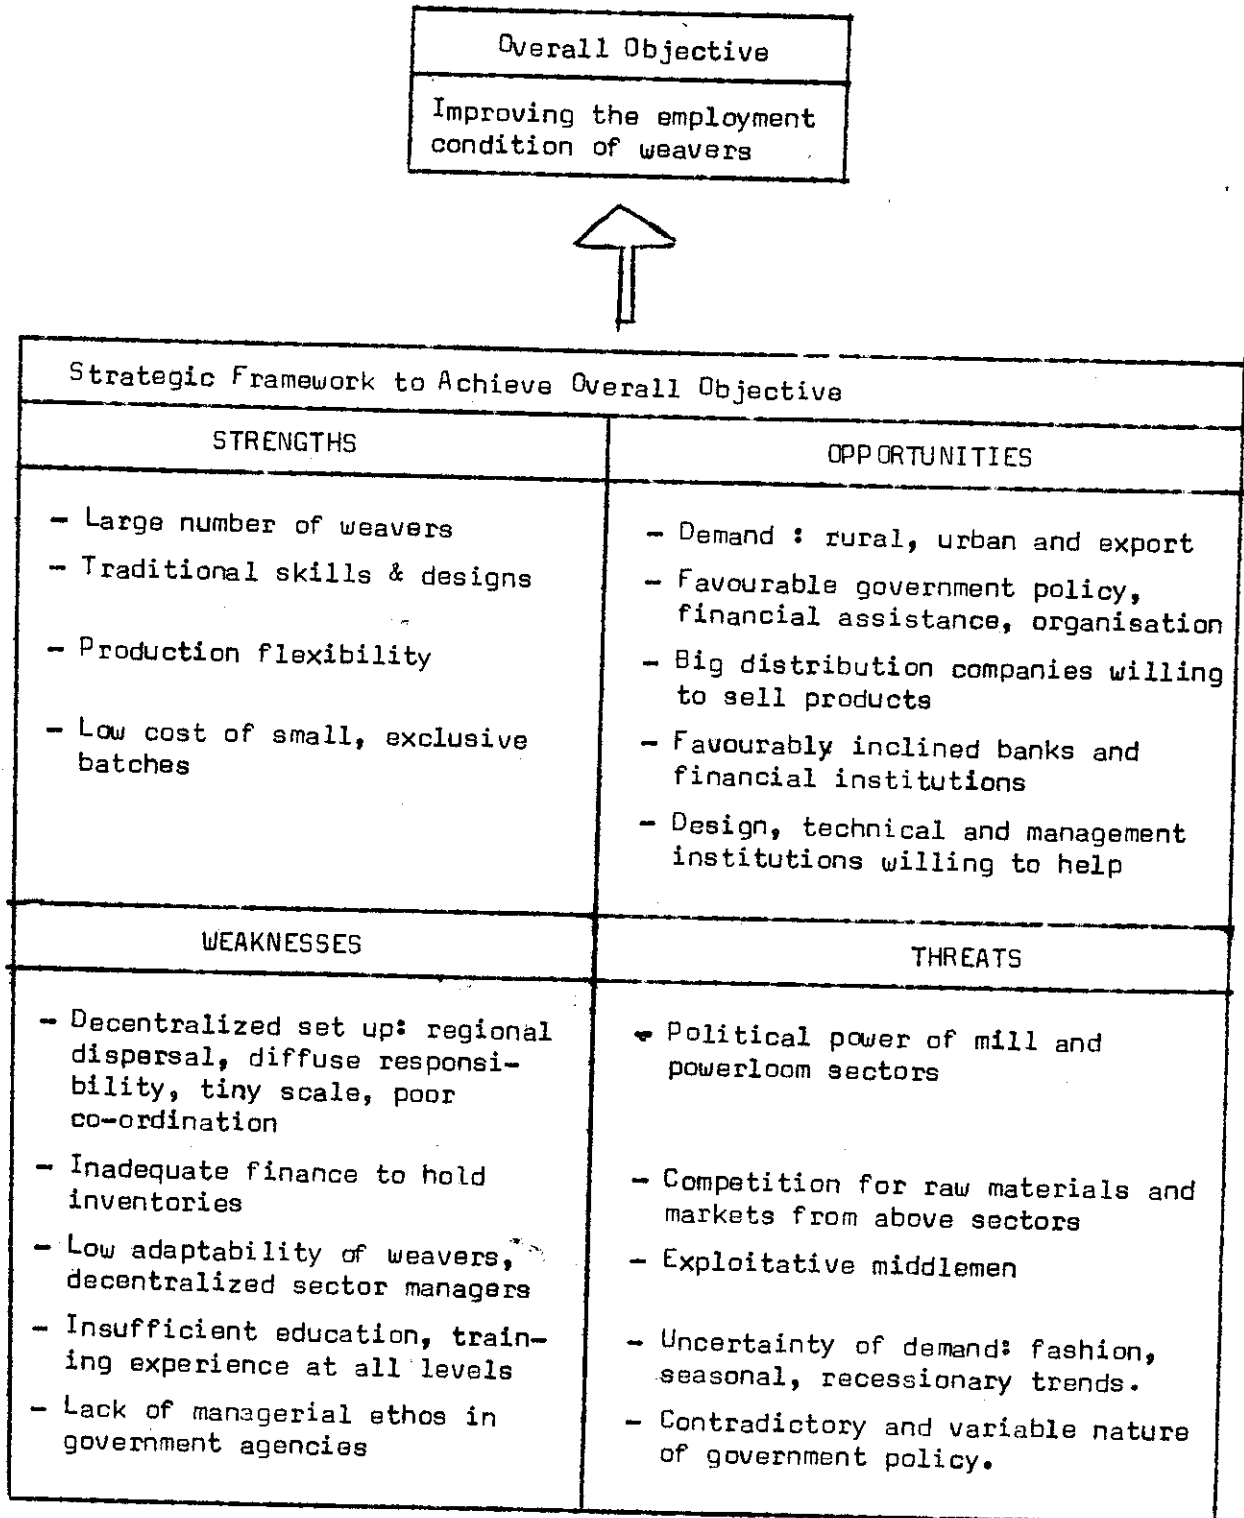 Overall Objective
Improving the employment
condition of weavers
Strategic Framework to Achieve Overall Objective
STRENGTHS
- Large number of weavers
- Traditional skills & designs
- Production flexibility
- Low cost of small, exclusive
batches
OPPORTUNITIES
- Demand : rural, urban and export
- Favourable government policy,
financial assistance, organisation
- Big distribution companies willing
to sell products
- Favourably inclined banks and
financial institutions
- Design, technical and management
institutions willing to help
WEAKNESSES
- Decentralized set up: regional
dispersal, diffuse responsi-
bility, tiny scale, poor
co-ordination
- Inadequate finance to hold
inventories
- Low adaptability of weavers,
decentralized sector managers
- Insufficient education, train-
ing experience at all levels
- Lack of managerial ethos in
government agencies
THREATS
- Political power of mill and
powerloom sectors
- Competition for raw materials and
markets from above sectors
- Exploitative middlemen
- Uncertainty of demand: fashion,
seasonal, recessionary trends.
- Contradictory and variable nature
of government policy.